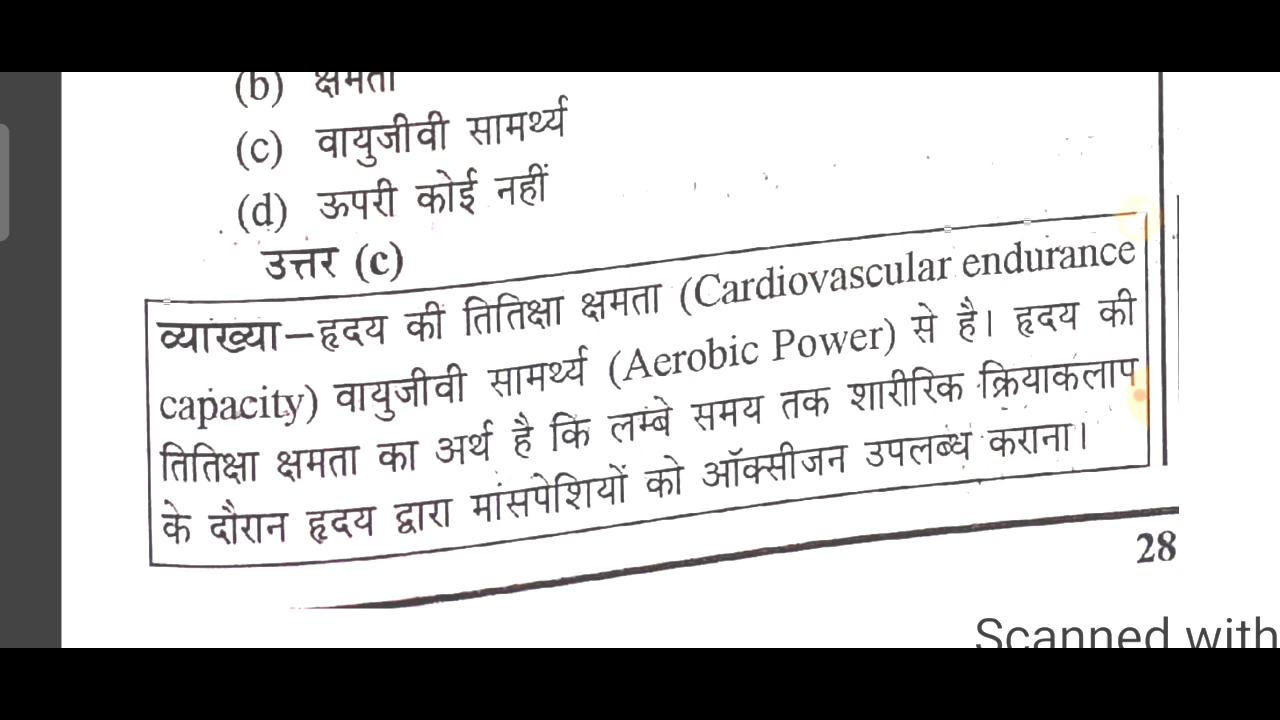 (b) क्षमता
(c) वायुजीवी सामर्थ्य
(d) ऊपरी कोई नहीं
उत्तर (c)
व्याख्या–हृदय की तितिक्षा क्षमता (Cardiovascular endurance
capacity) वायुजीवी सामर्थ्य (Aerobic Power) से है। हृदय की
तितिक्षा क्षमता का अर्थ है कि लम्बे समय तक शारीरिक क्रियाकलाप
के दौरान हृदय द्वारा मांसपेशियों को ऑक्सीजन उपलब्ध कराना।
28
Scanned with